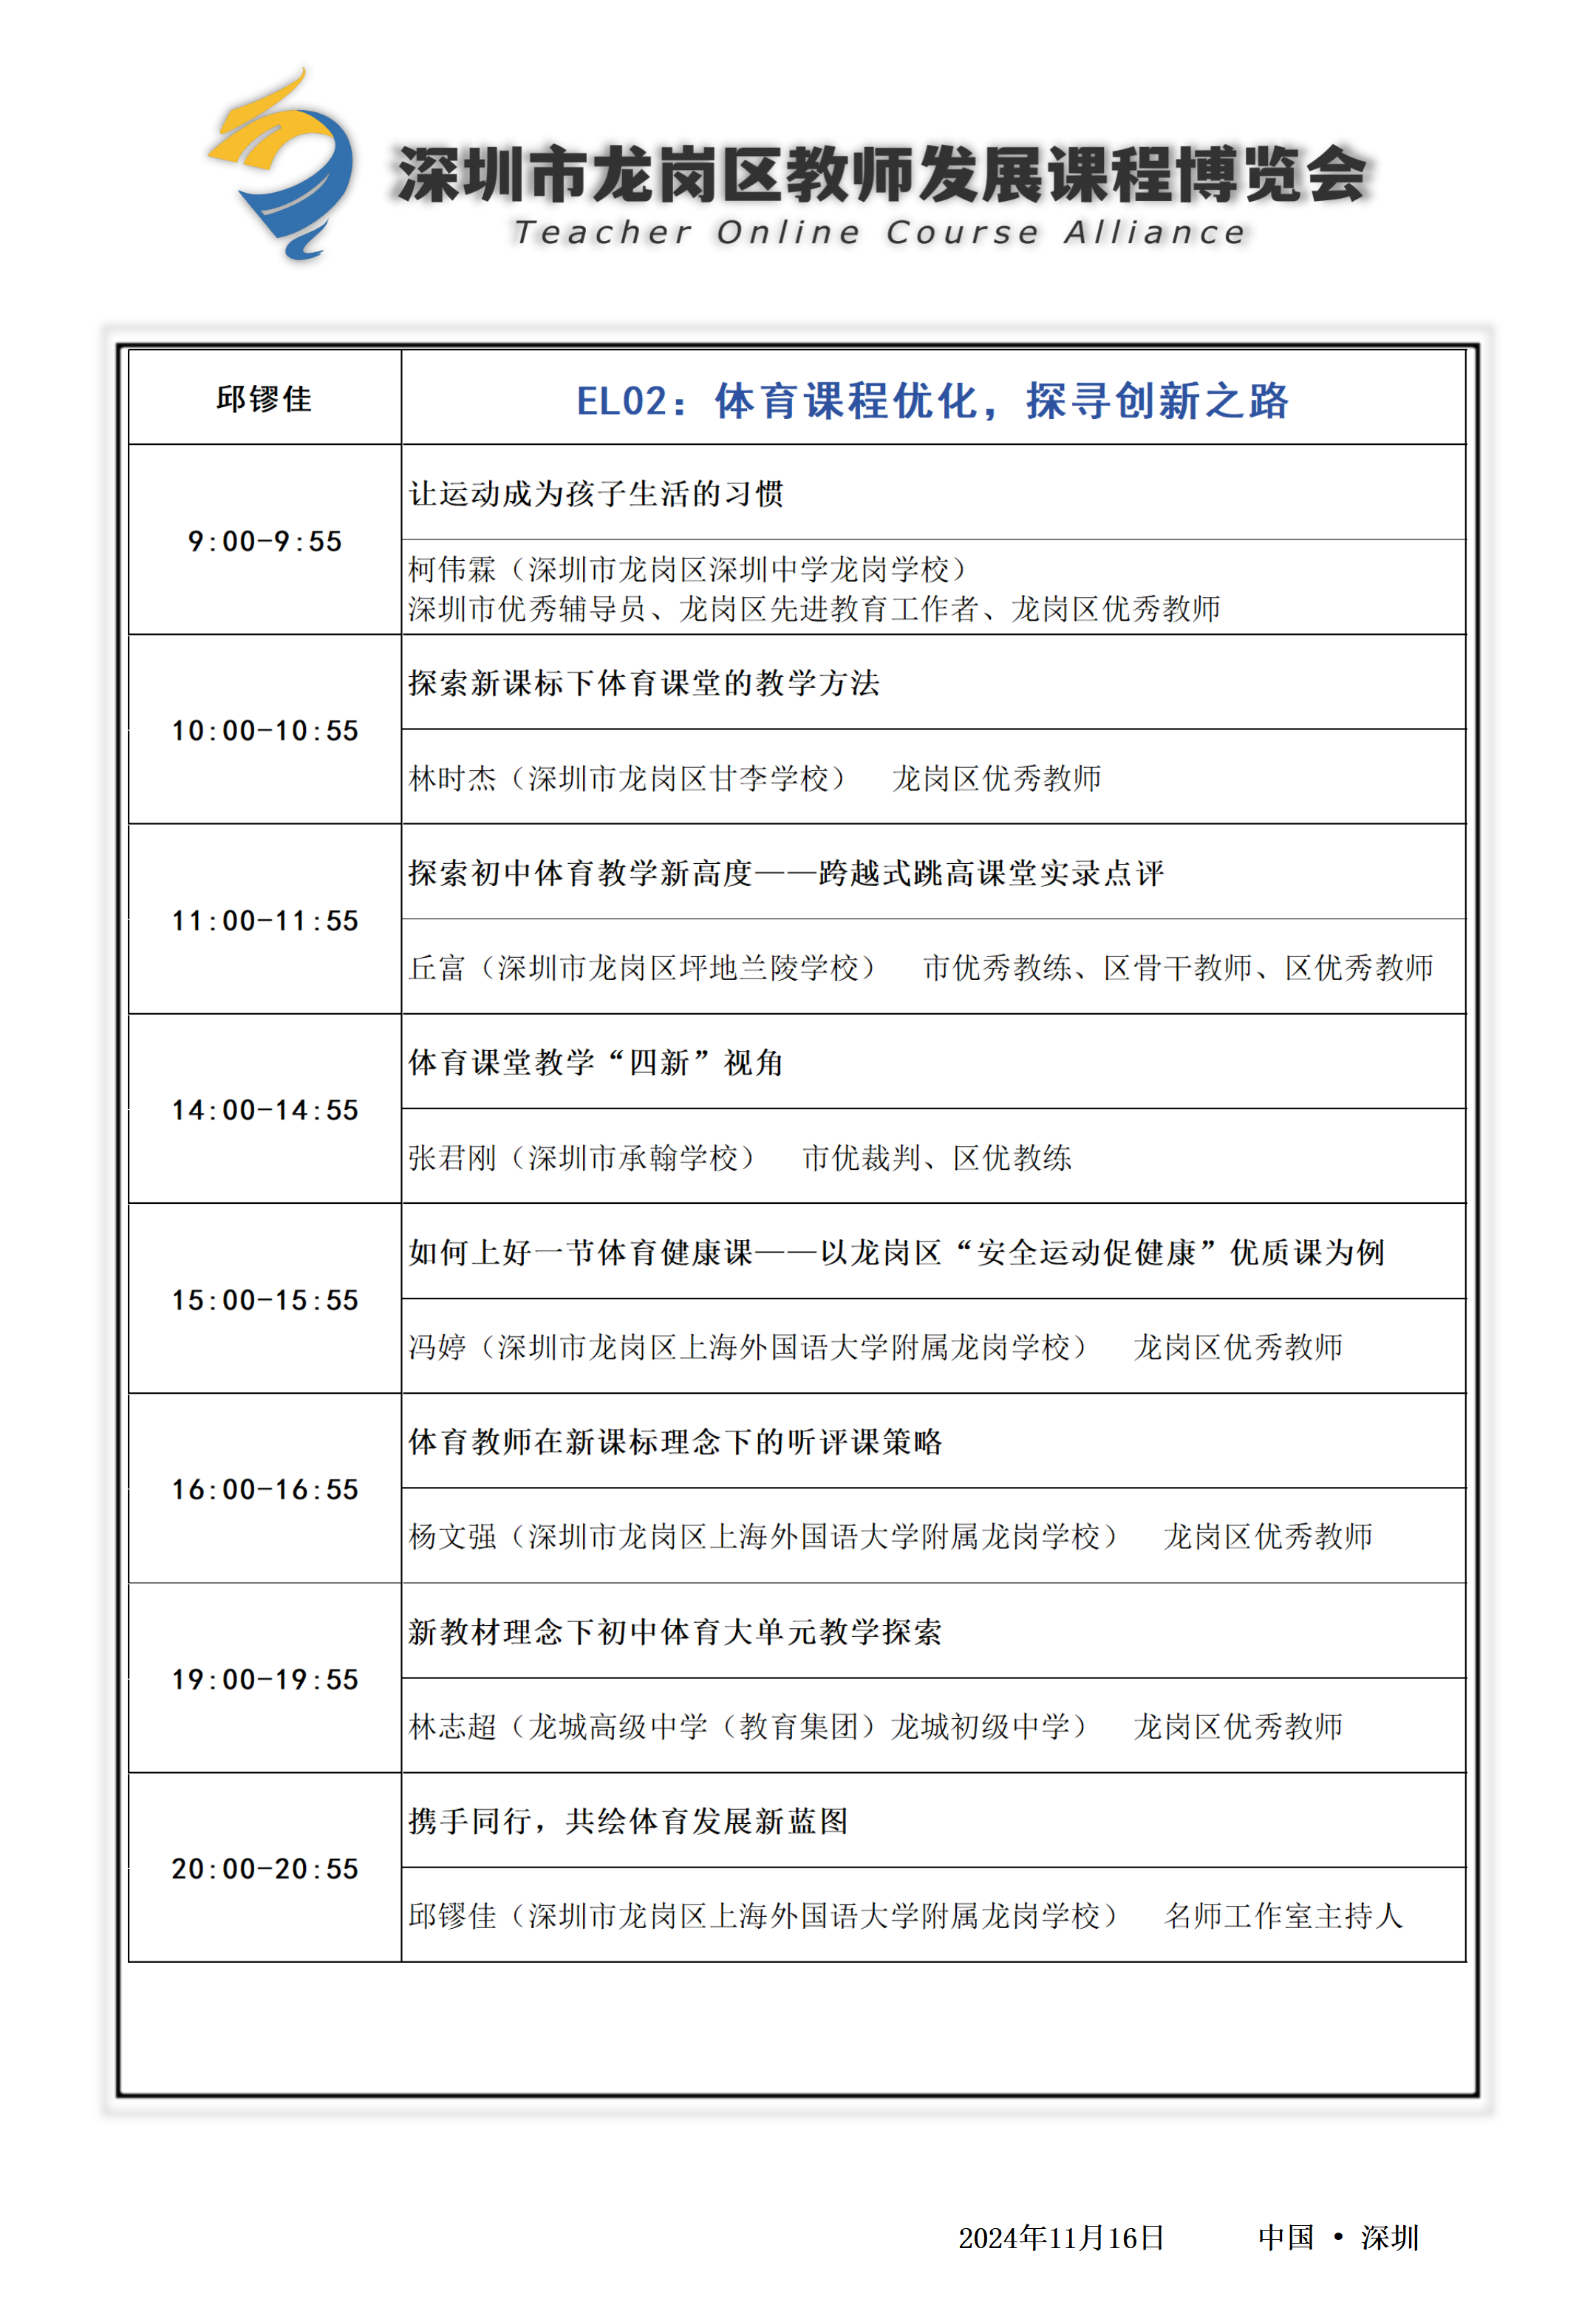 深圳市龙岗区教师发展课程博览会
Teacher Online Course Alliance
邱镠佳
EL02：体育课程优化，探寻创新之路
9:00-9:55
让运动成为孩子生活的习惯
柯伟霖（深圳市龙岗区深圳中学龙岗学校）
深圳市优秀辅导员、龙岗区先进教育工作者、龙岗区优秀教师
10:00-10:55
探索新课标下体育课堂的教学方法
林时杰（深圳市龙岗区甘李学校） 龙岗区优秀教师
11:00-11:55
探索初中体育教学新高度——跨越式跳高课堂实录点评
丘富（深圳市龙岗区坪地兰陵学校） 市优秀教练、区骨干教师、区优秀教师
14:00-14:55
体育课堂教学“四新”视角
张君刚（深圳市承翰学校） 市优裁判、区优教练
15:00-15:55
如何上好一节体育健康课——以龙岗区“安全运动促健康”优质课为例
冯婷（深圳市龙岗区上海外国语大学附属龙岗学校） 龙岗区优秀教师
16:00-16:55
体育教师在新课标理念下的听评课策略
杨文强（深圳市龙岗区上海外国语大学附属龙岗学校） 龙岗区优秀教师
19:00-19:55
新教材理念下初中体育大单元教学探索
林志超（龙城高级中学（教育集团）龙城初级中学） 龙岗区优秀教师
20:00-20:55
携手同行，共绘体育发展新蓝图
邱镠佳（深圳市龙岗区上海外国语大学附属龙岗学校） 名师工作室主持人
2024年11月16日 中国 • 深圳